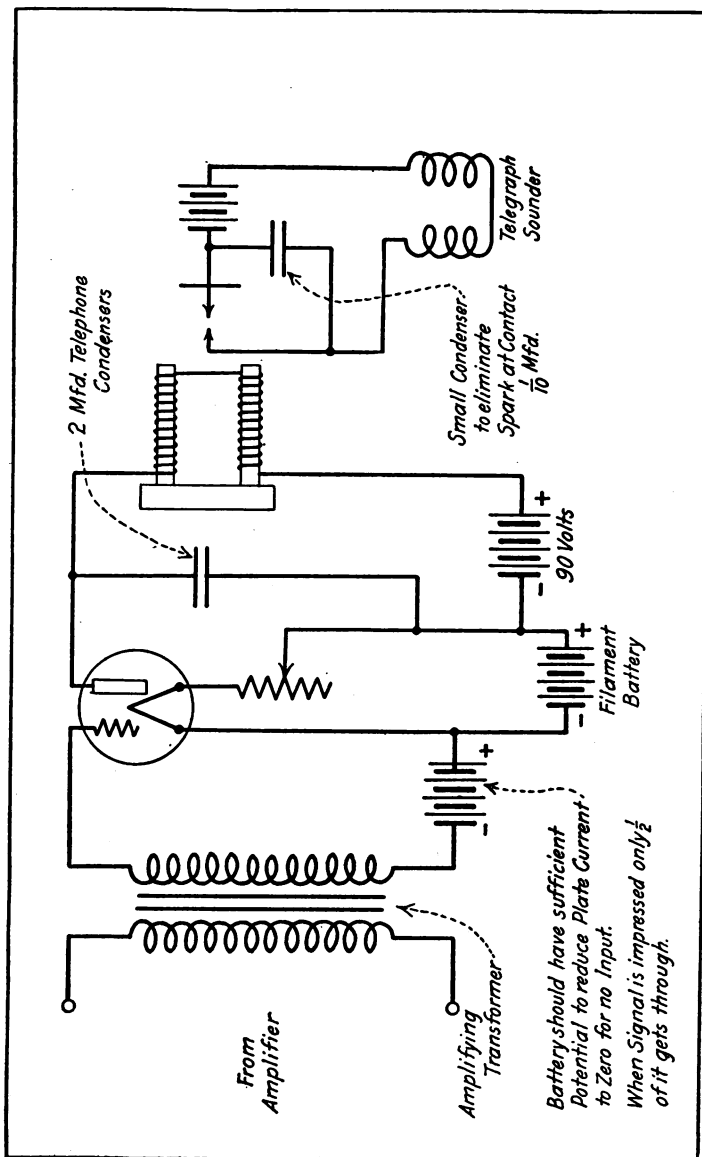 2 Mfd. Telephone
Condensers
Telegraph
Sounder
Small Condenser
to eliminate
Spark at Contact
1/10 Mfd.
- +
90 Volts
- +
Filament
Battery
- +
From
Amplifier
Amplifying
Transformer
Battery should have sufficient
Potential to reduce Plate Current
to Zero for no Input.
When Signal is impressed only 1/2
of it gets through.